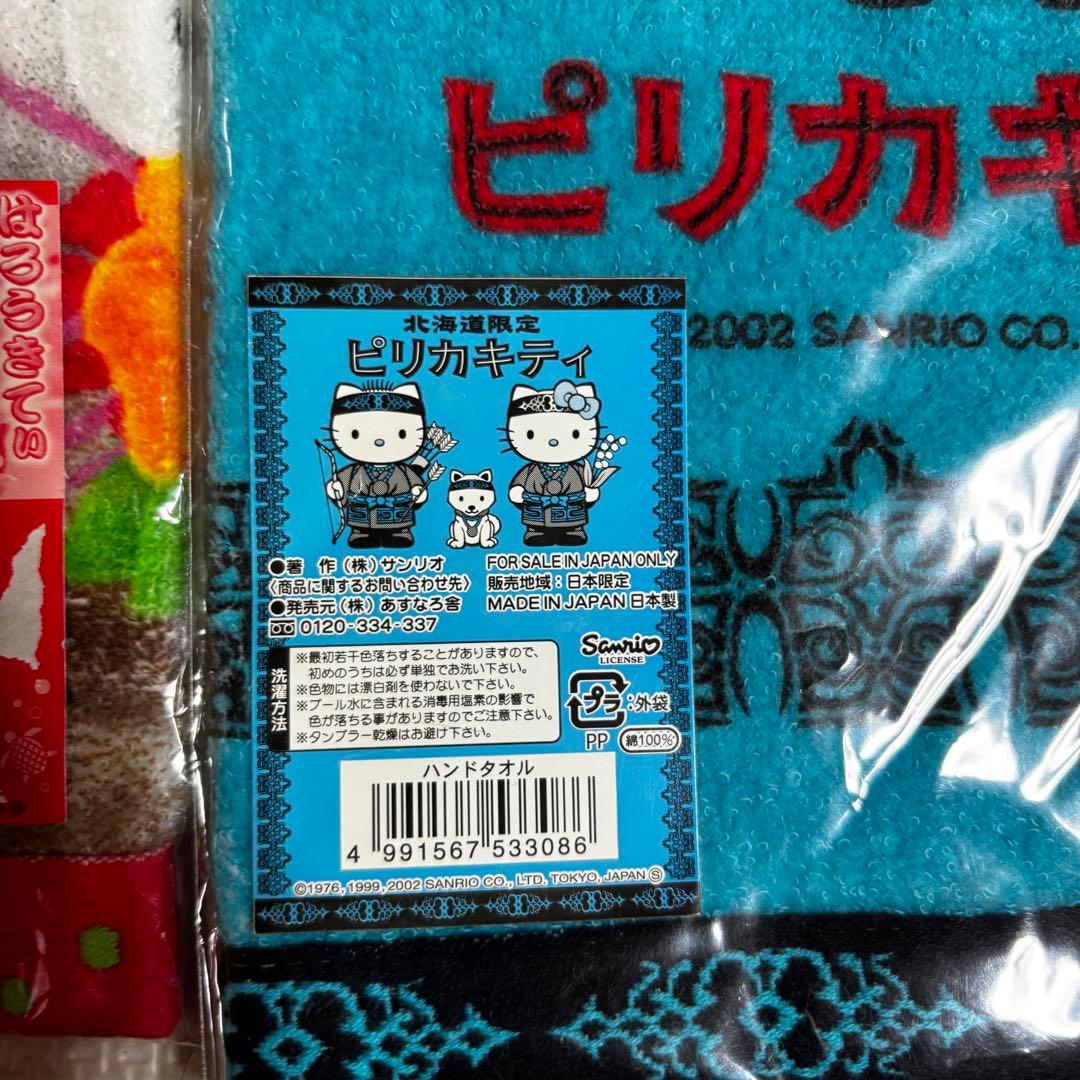 ピリカキ
2002 SANRIO CO.
はろうきてぃ
北海道限定
ピリカキティ
●著 作(株)サンリオ
〈商品に関するお問い合わせ先〉
●発売元(株)あすなろ舎
0120-334-337
FOR SALE IN JAPAN ONLY
販売地域:日本限定
MADE IN JAPAN 日本製
洗濯方法
※最初若干色落ちすることがありますので、
初めのうちは必ず単独でお洗い下さい。
※色物には漂白剤を使わないで下さい。
※プール水に含まれる消毒用塩素の影響で
色が落ちる事がありますのでご注意下さい。
※タンブラー乾燥はお避け下さい。
Sanrio
LICENSE
プラ:外袋
PP 綿100%
ハンドタオル
4 991567 533086
©1976, 1999, 2002 SANRIO CO., LTD. TOKYO, JAPAN Ⓢ